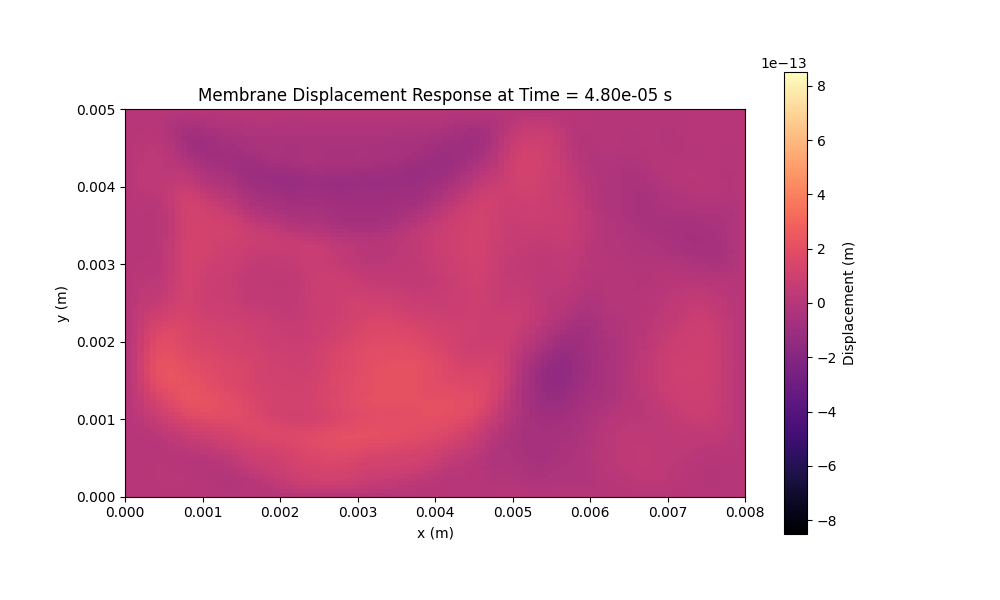 Membrane Displacement Response at Time = 4.80e-05 s
1e−13
0.005
0.004
0.003
0.002
0.001
0.000
y (m)
0.000 0.001 0.002 0.003 0.004 0.005 0.006 0.007 0.008
x (m)
8
6
4
2
0
−2
−4
−6
−8
Displacement (m)